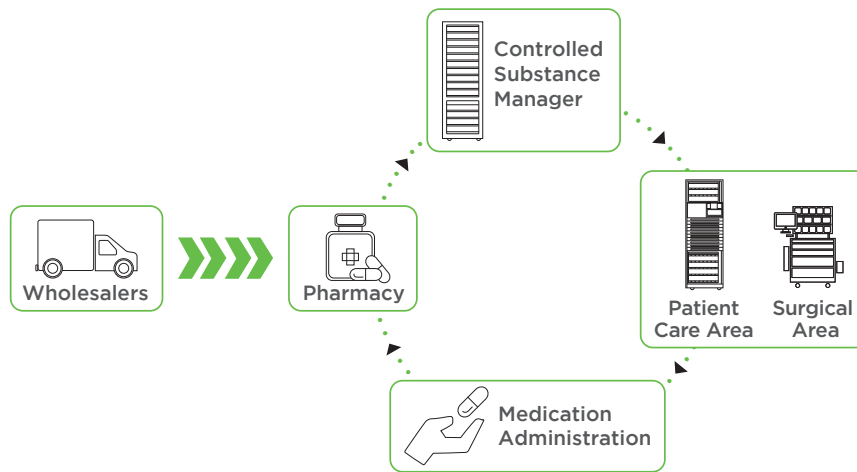 Controlled
Substance
Manager
Wholesalers
Pharmacy
Patient
Care Area
Surgical
Area
Medication
Administration